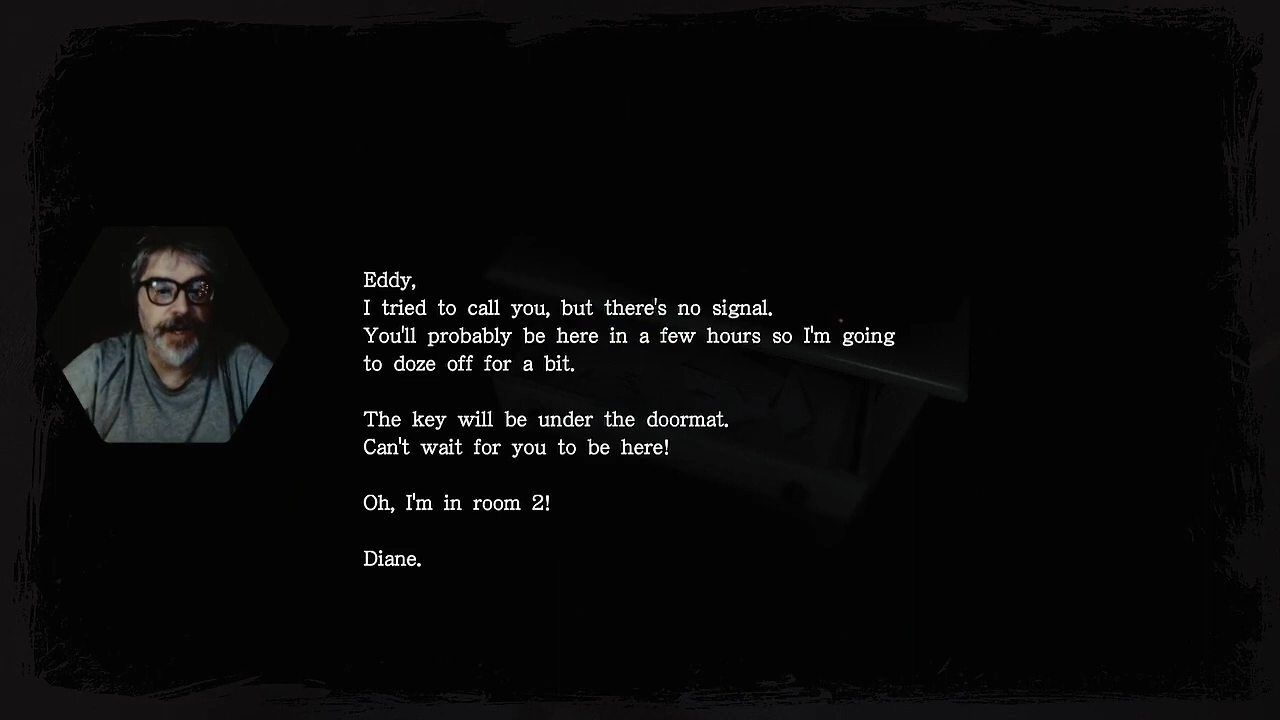 Eddy,
I tried to call you, but there's no signal.
You'll probably be here in a few hours so I'm going
to doze off for a bit.
The key will be under the doormat.
Can't wait for you to be here!
Oh, I'm in room 2!
Diane.